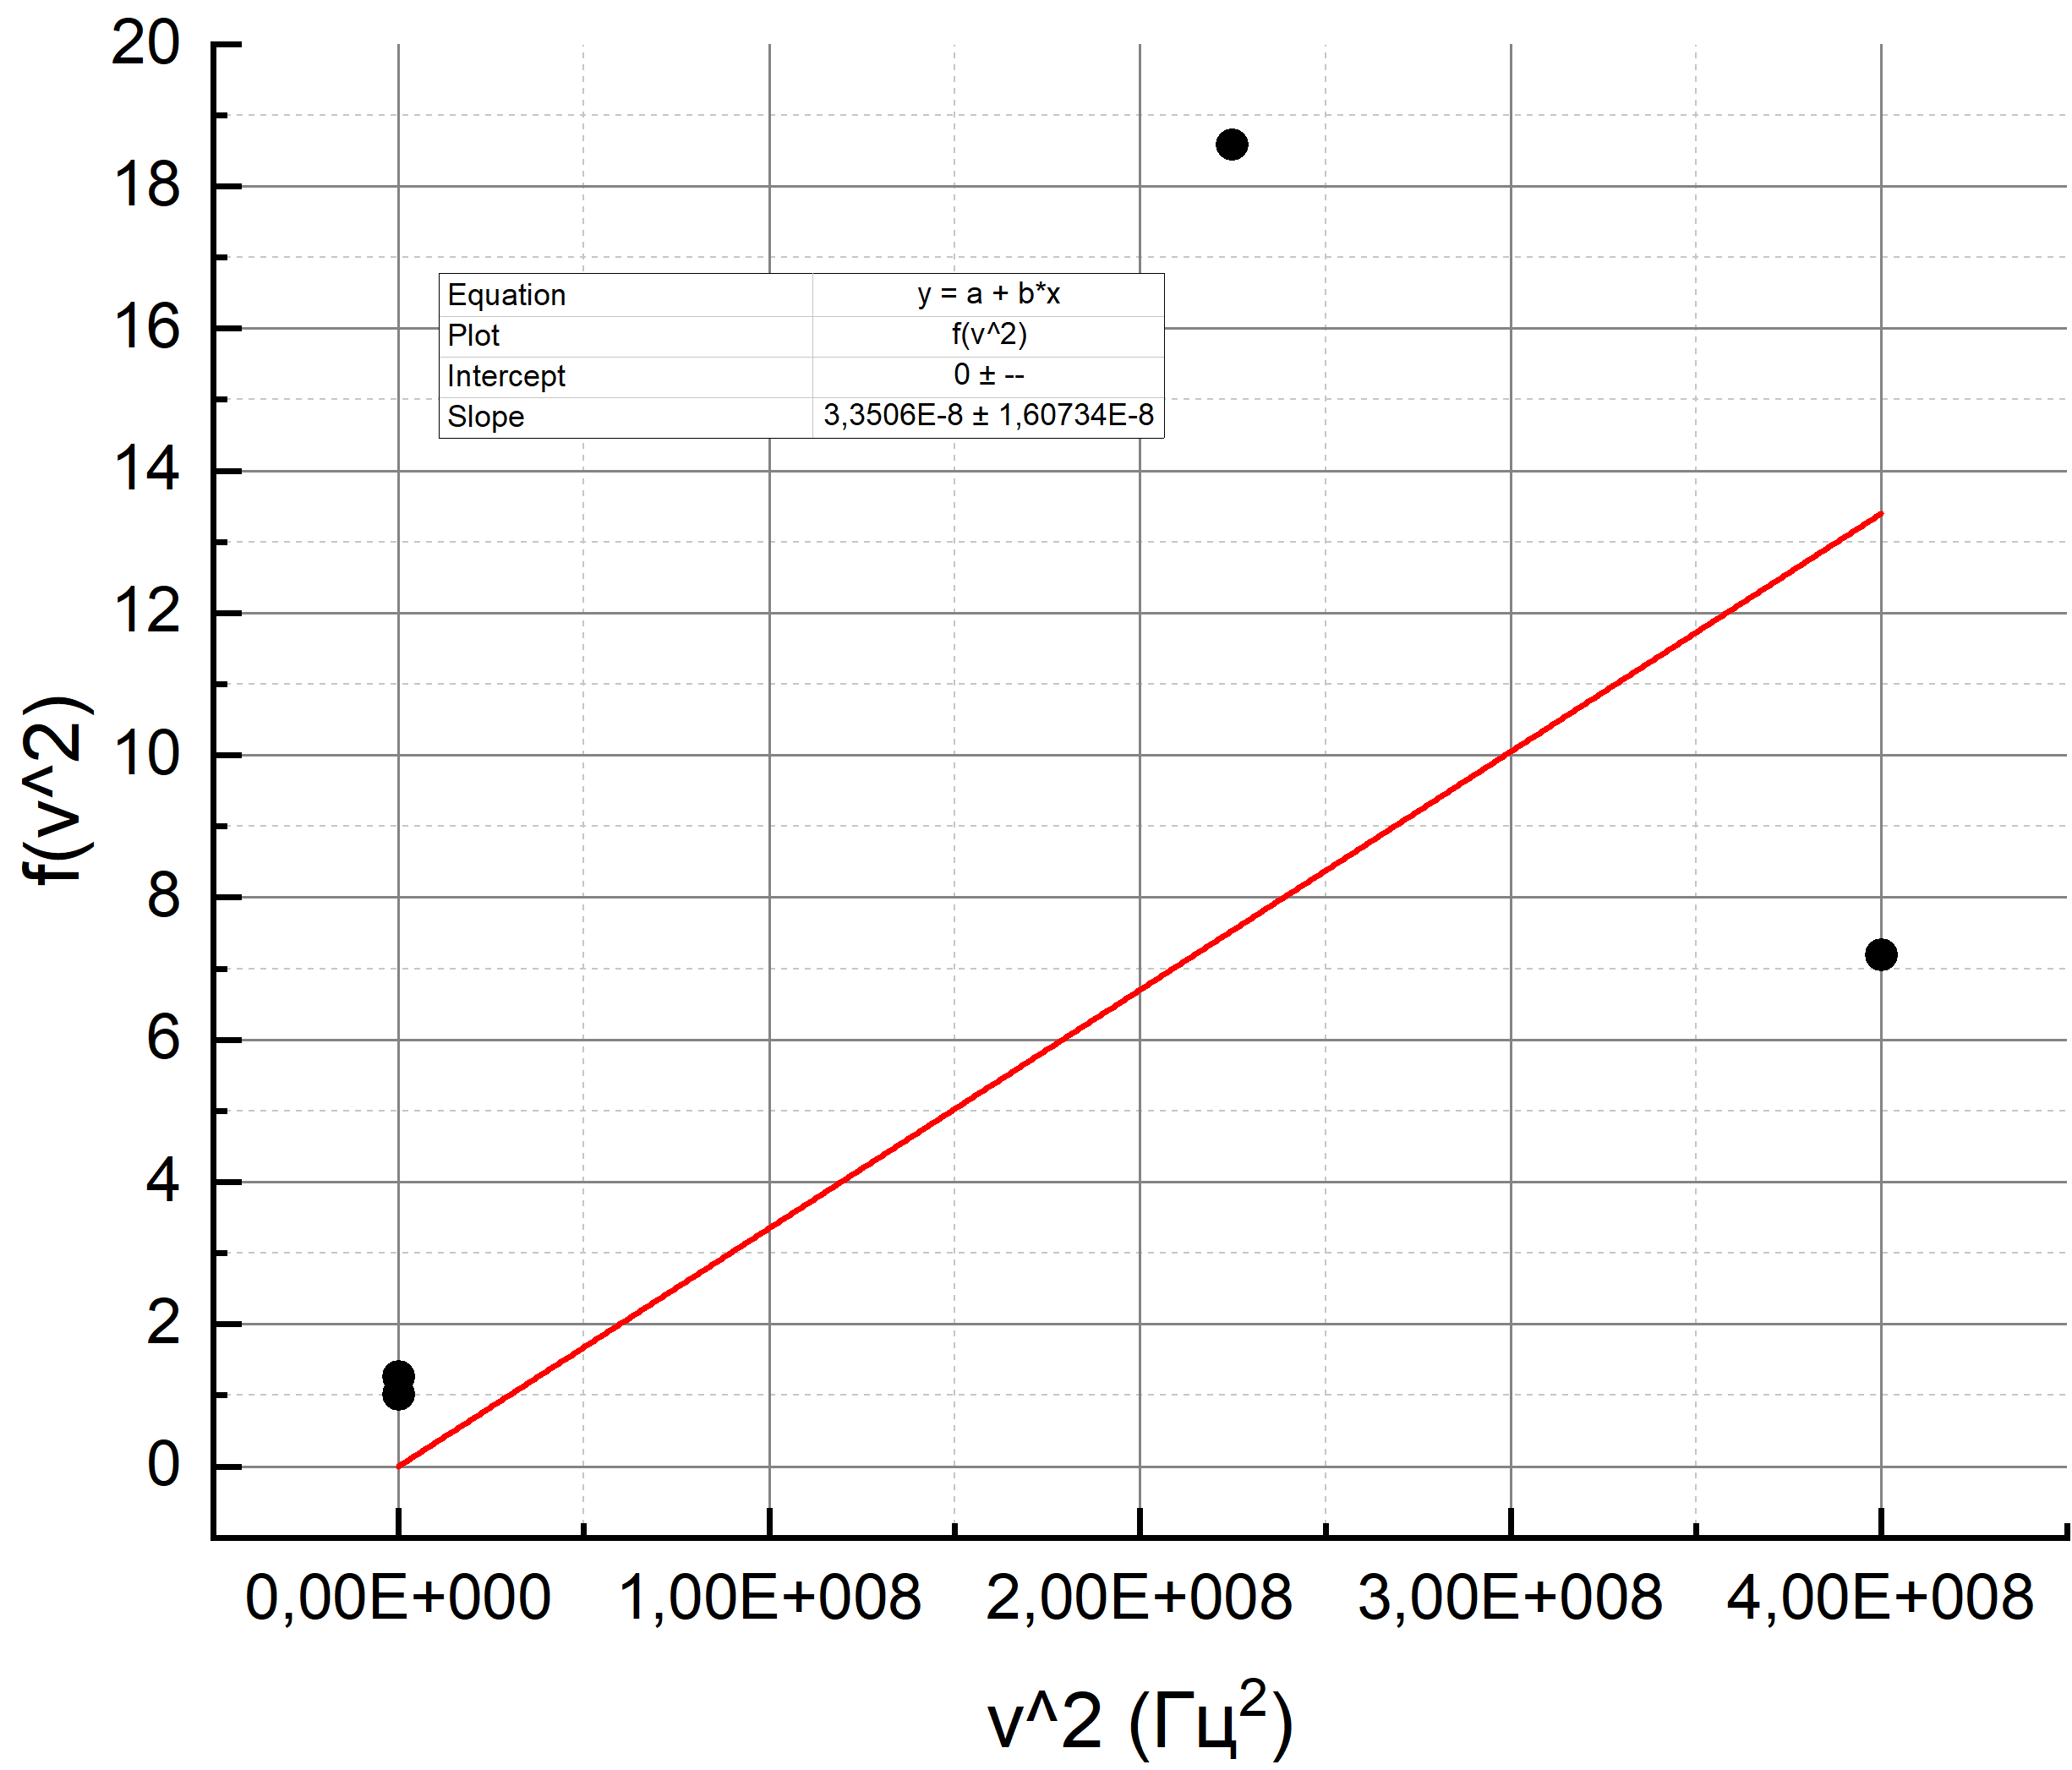 20
18
16
14
12
10
8
6
4
2
0
f(v^2)
Equation y = a + b*x
Plot f(v^2)
Intercept 0 ± --
Slope 3,3506E-8 ± 1,60734E-8
0,00E+000 1,00E+008 2,00E+008 3,00E+008 4,00E+008
v^2 (Гц²)